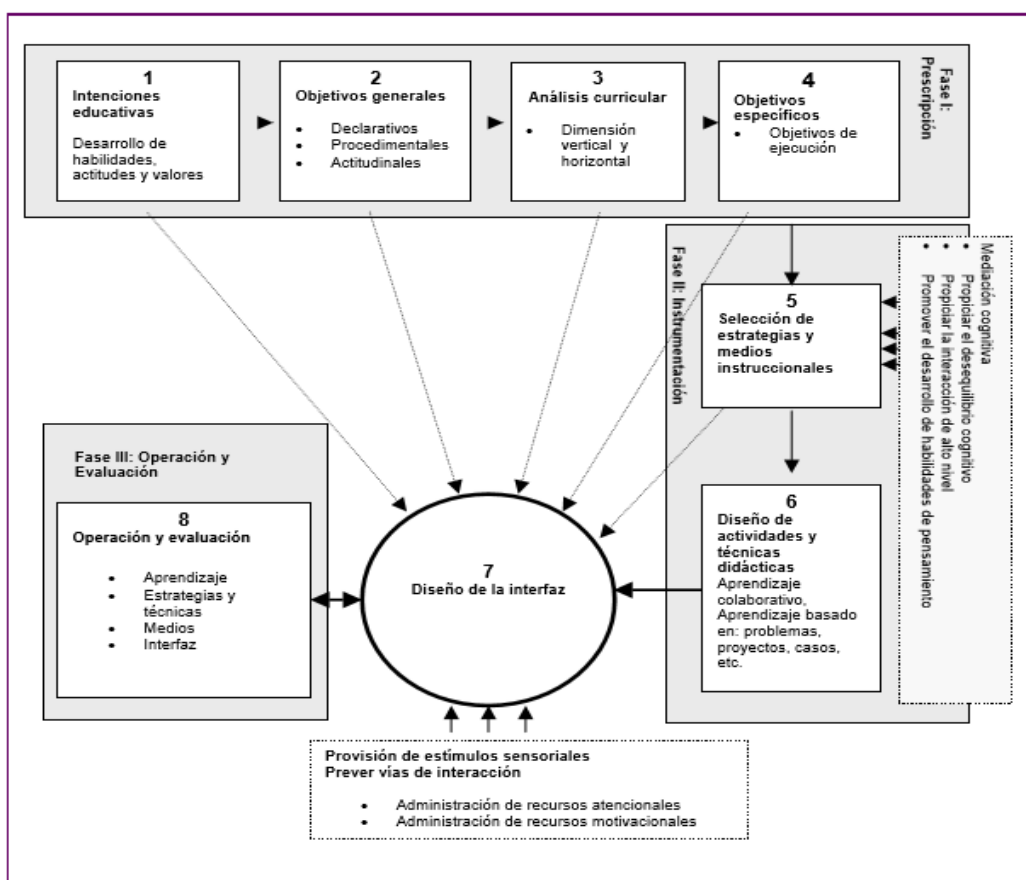 Fase I:
Prescripción
1
Intenciones
educativas
Desarrollo de
habilidades,
actitudes y valores
2
Objetivos generales
• Declarativos
• Procedimentales
• Actitudinales
3
Análisis curricular
• Dimensión
vertical y
horizontal
4
Objetivos
específicos
• Objetivos de
ejecución
Fase II: Instrumentación
5
Selección de
estrategias y
medios
instruccionales
Mediación cognitiva
• Propiciar el desequilibrio cognitivo
• Propiciar la interacción de alto nivel
• Promover el desarrollo de habilidades de pensamiento
6
Diseño de
actividades y
técnicas
didácticas
Aprendizaje
colaborativo,
Aprendizaje basado
en: problemas,
proyectos, casos,
etc.
7
Diseño de la interfaz
Fase III: Operación y
Evaluación
8
Operación y evaluación
• Aprendizaje
• Estrategias y
técnicas
• Medios
• Interfaz
Provisión de estímulos sensoriales
Prever vías de interacción
• Administración de recursos atencionales
• Administración de recursos motivacionales